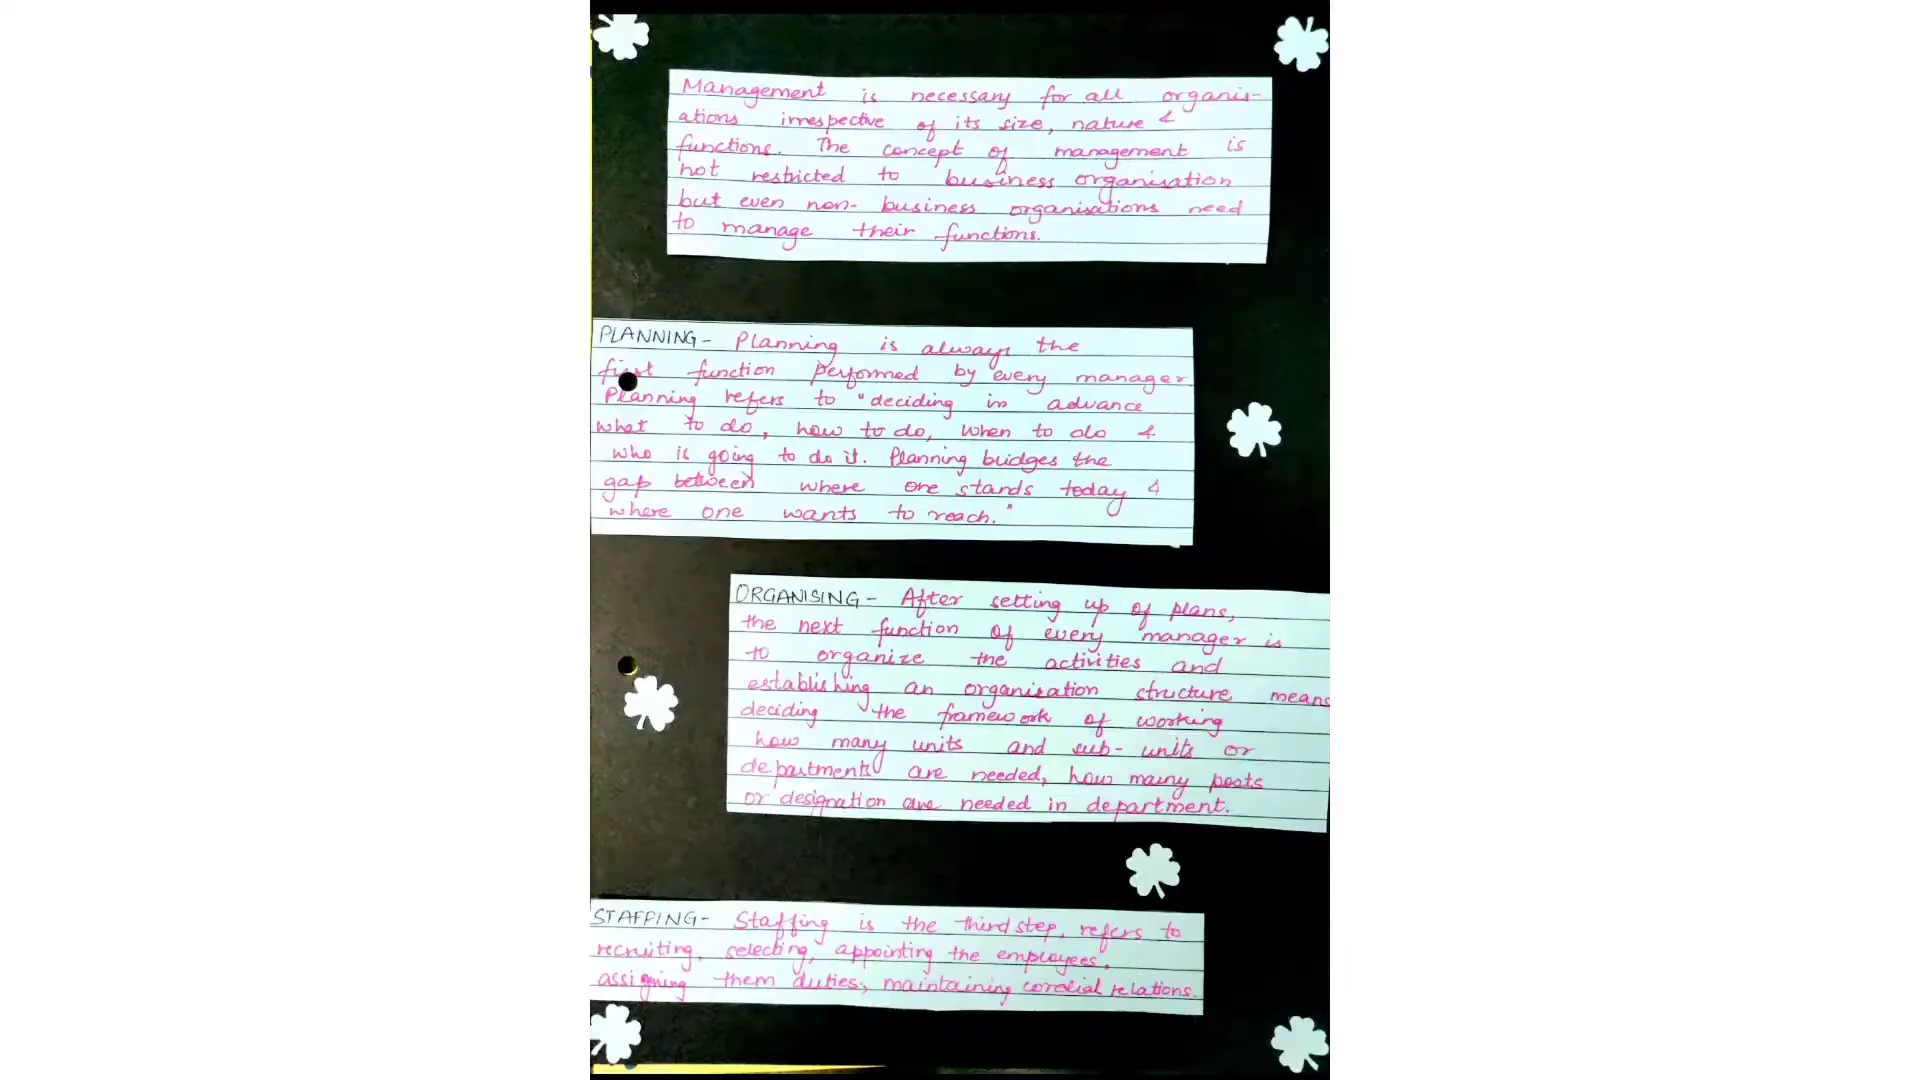 Management is necessary for all organis-
ations irrespective of its size, nature &
functions. The concept of management is
not restricted to business organisation
but even non- business organisations need
to manage their functions.
PLANNING- Planning is always the
first function performed by every manager
Planning refers to "deciding in advance
what to do, how to do, when to do &
who is going to do it. Planning bridges the
gap between where one stands today &
where one wants to reach."
ORGANISING- After setting up of plans,
the next function of every manager is
to organize the activities and
establishing an organisation structure means
deciding the framework of working
how many units and sub- units or
departments are needed, how many posts
or designation are needed in department.
STAFFING- Staffing is the third step, refers to
recruiting, selecting, appointing the employees,
assigning them duties, maintaining cordial relations.